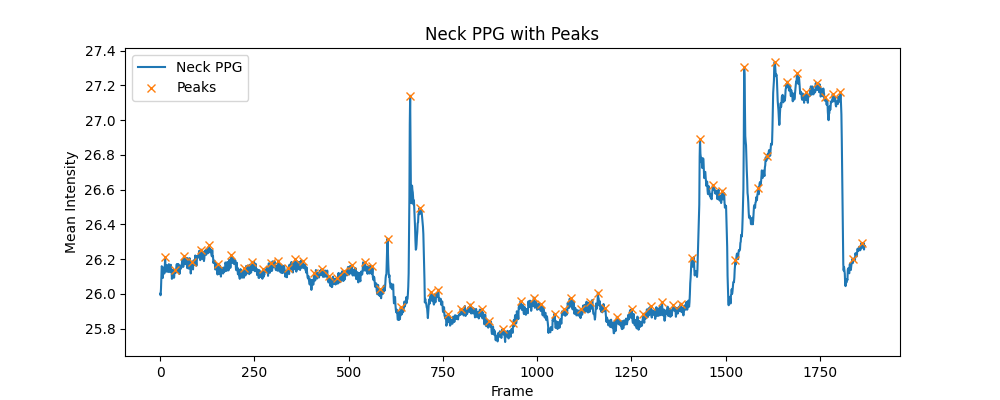 Neck PPG with Peaks
Neck PPG
Peaks
Mean Intensity
27.4
27.2
27.0
26.8
26.6
26.4
26.2
26.0
25.8
0 250 500 750 1000 1250 1500 1750
Frame